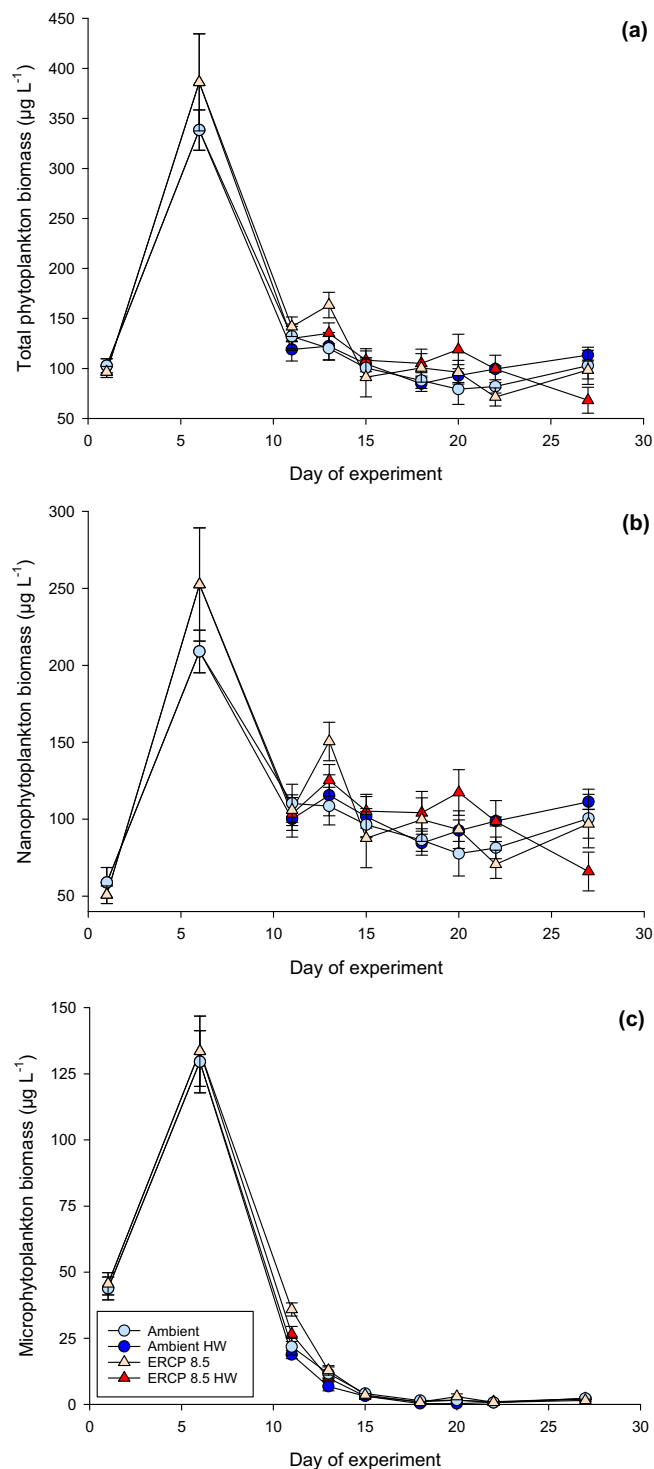 (a)
Total phytoplankton biomass (µg L⁻¹)
450
400
350
300
250
200
150
100
50
0 5 10 15 20 25 30
Day of experiment
(b)
Nanophytoplankton biomass (µg L⁻¹)
300
250
200
150
100
50
0 5 10 15 20 25 30
Day of experiment
(c)
Microphytoplankton biomass (µg L⁻¹)
150
125
100
75
50
25
0
Ambient
Ambient HW
ERCP 8.5
ERCP 8.5 HW
0 5 10 15 20 25 30
Day of experiment